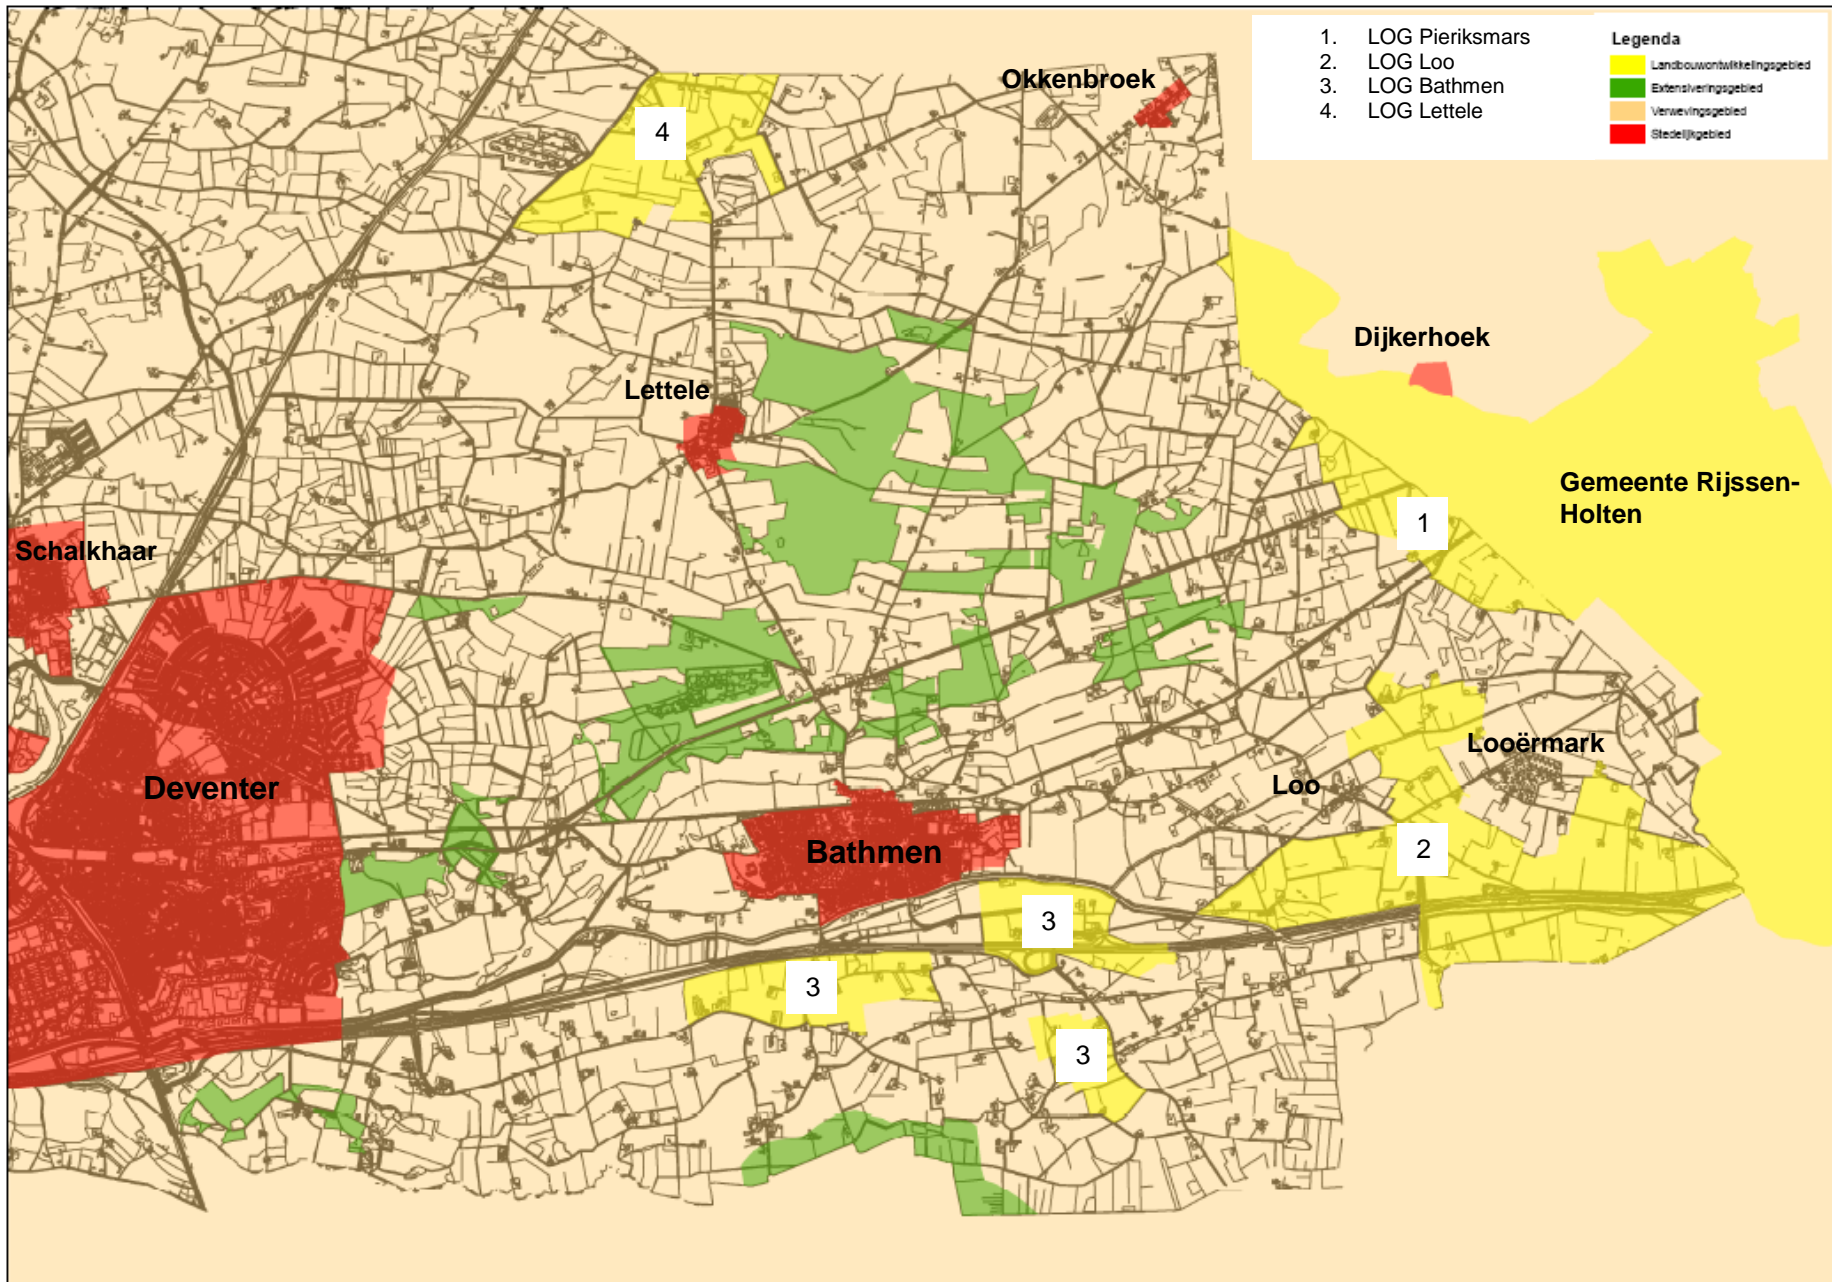 1. LOG Pieriksmars
2. LOG Loo
3. LOG Bathmen
4. LOG Lettele
Legenda
Landbouwontwikkelingsgebied
Extensiveringsgebied
Verwevingsgebied
Stedelijkgebied
Okkenbroek
4
Dijkerhoek
Lettele
Gemeente Rijssen-
Holten
1
Schalkhaar
Looërmark
Loo
Deventer
Bathmen
2
3
3
3